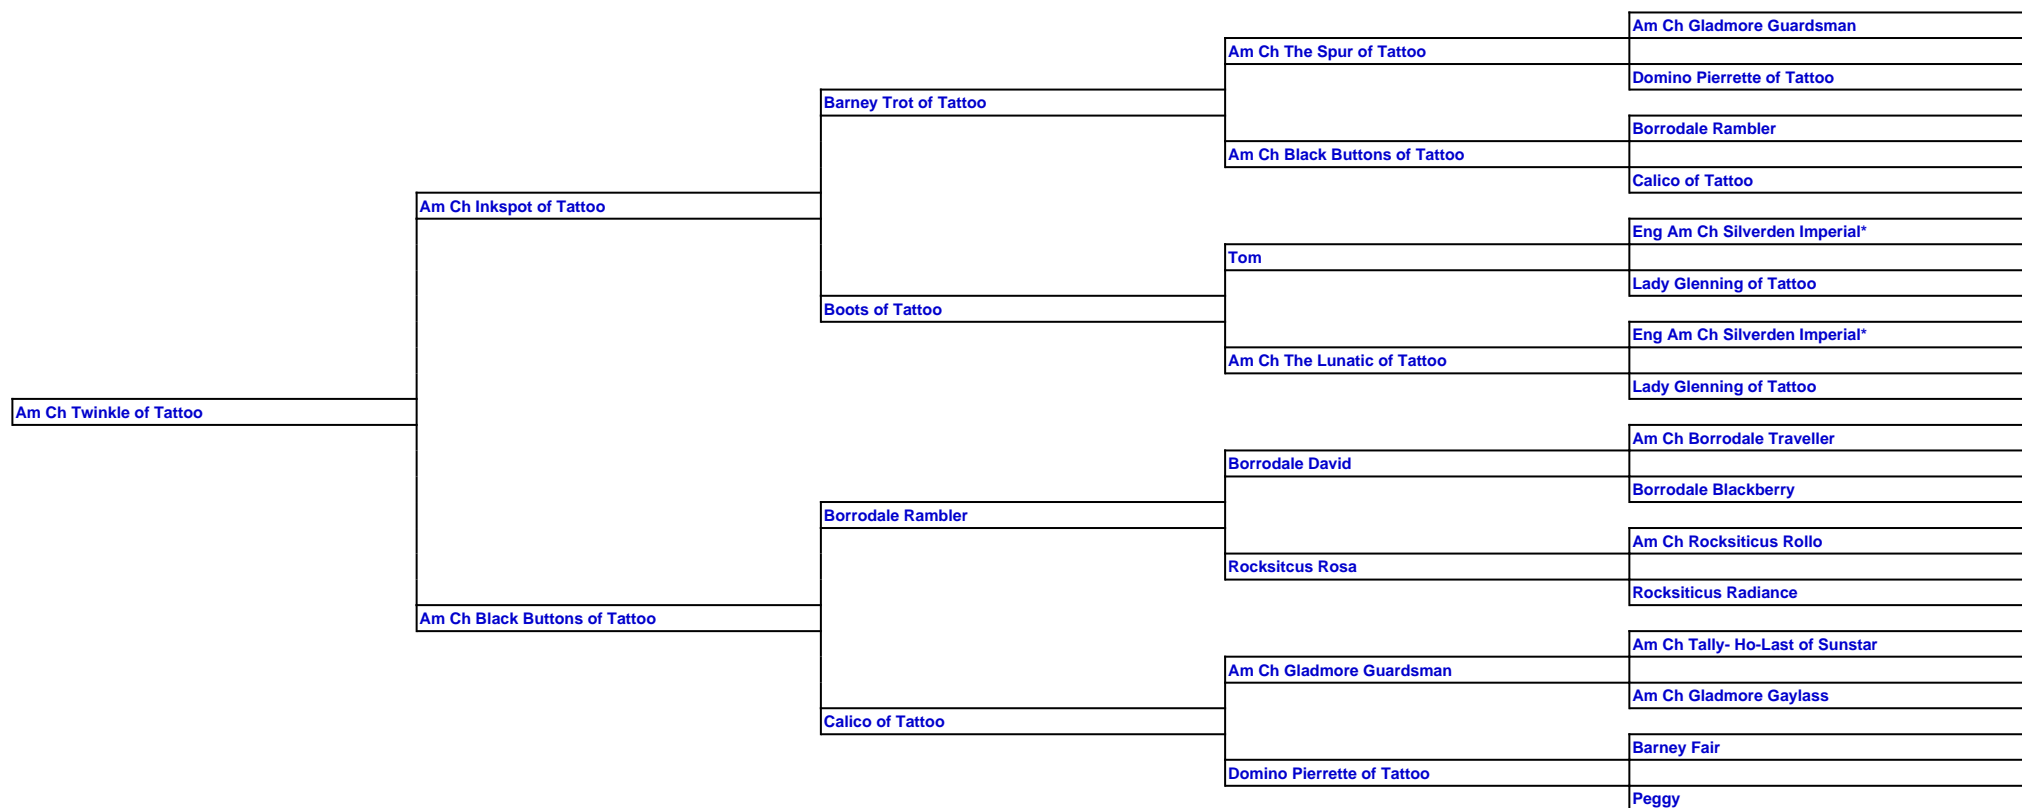 Am Ch Gladmore Guardsman
Am Ch The Spur of Tattoo
Domino Pierrette of Tattoo
Barney Trot of Tattoo
Borrodale Rambler
Am Ch Black Buttons of Tattoo
Calico of Tattoo
Am Ch Inkspot of Tattoo
Eng Am Ch Silverden Imperial*
Tom
Lady Glenning of Tattoo
Boots of Tattoo
Eng Am Ch Silverden Imperial*
Am Ch The Lunatic of Tattoo
Lady Glenning of Tattoo
Am Ch Twinkle of Tattoo
Am Ch Borrodale Traveller
Borrodale David
Borrodale Blackberry
Borrodale Rambler
Am Ch Rocksiticus Rollo
Rocksitcus Rosa
Rocksiticus Radiance
Am Ch Black Buttons of Tattoo
Am Ch Tally- Ho-Last of Sunstar
Am Ch Gladmore Guardsman
Am Ch Gladmore Gaylass
Calico of Tattoo
Barney Fair
Domino Pierrette of Tattoo
Peggy